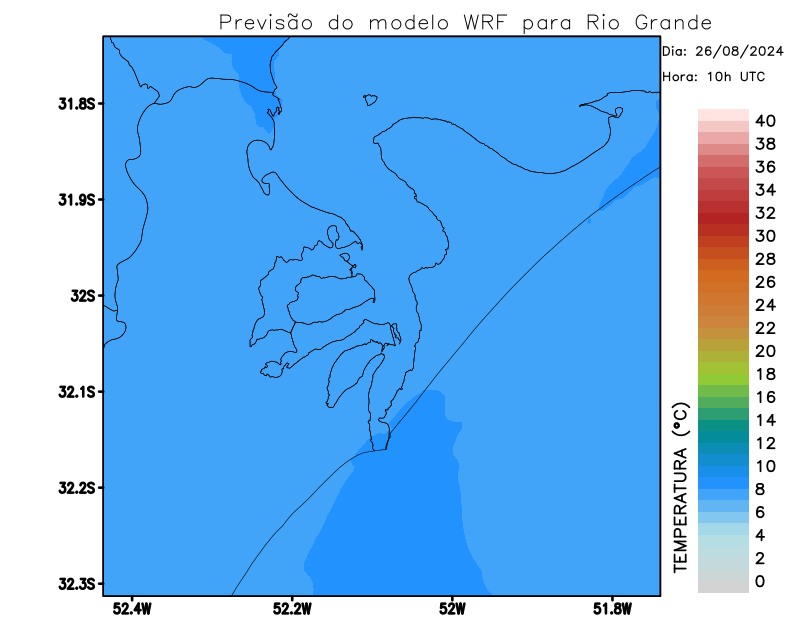 Previsão do modelo WRF para Rio Grande
Dia: 26/08/2024
Hora: 10h UTC
31.8S
31.9S
32S
32.1S
32.2S
32.3S
52.4W
52.2W
52W
51.8W
TEMPERATURA (°C)
40
38
36
34
32
30
28
26
24
22
20
18
16
14
12
10
8
6
4
2
0